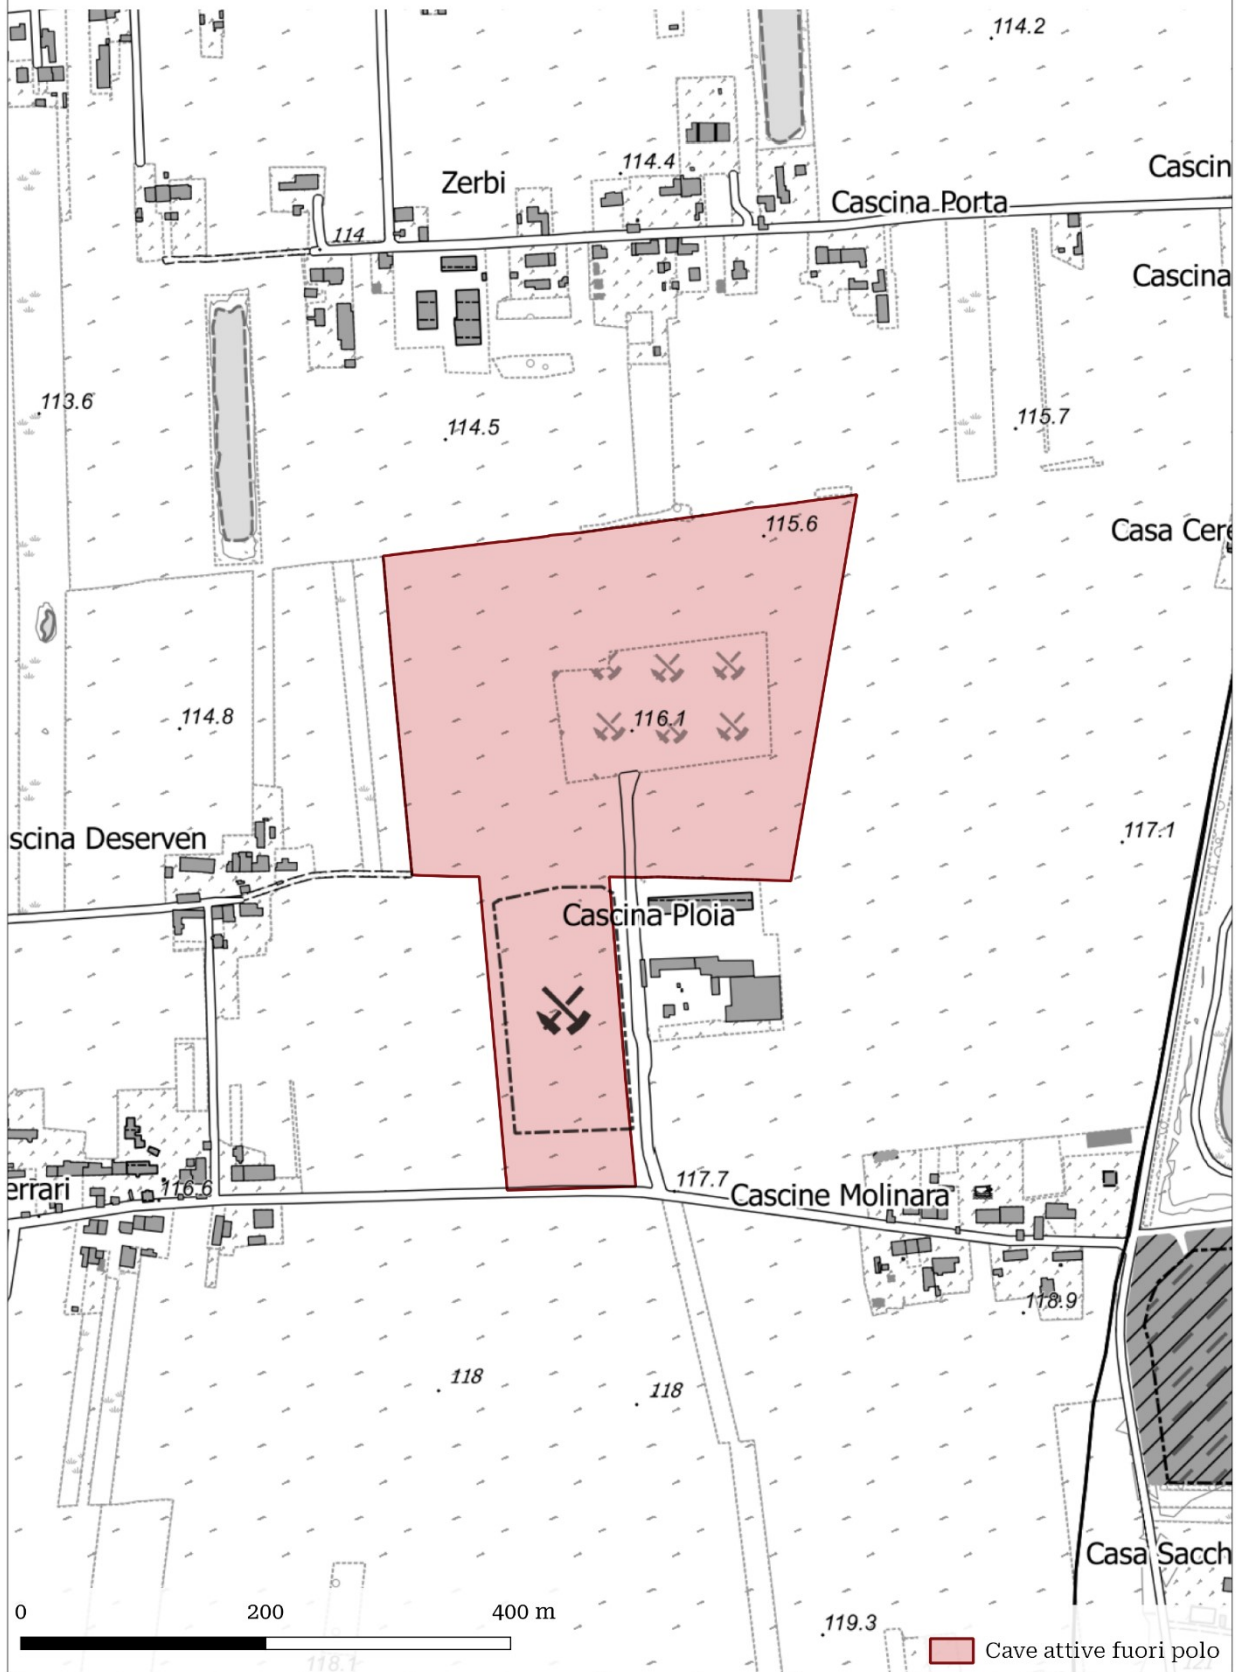 114.2
Cascin
114.4
Zerbi
Cascina Porta
114
Cascina
113.6
114.5
115.7
115.6
Casa Cere
114.8
116.1
117.1
scina Deserven
Cascina Ploia
errari
116.6
117.7
Cascine Molinara
118.9
118
118
Casa Sacch
0 200 400 m
119.3
118.1
Cave attive fuori polo